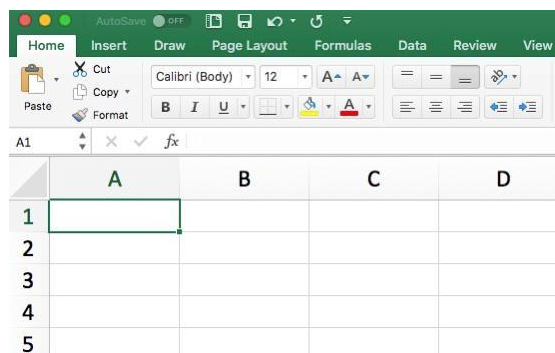 AutoSave OFF
Home Insert Draw Page Layout Formulas Data Review View
Paste
Cut
Copy
Format
Calibri (Body) 12 A A
B I U A
A1 fx
A B C D
1
2
3
4
5